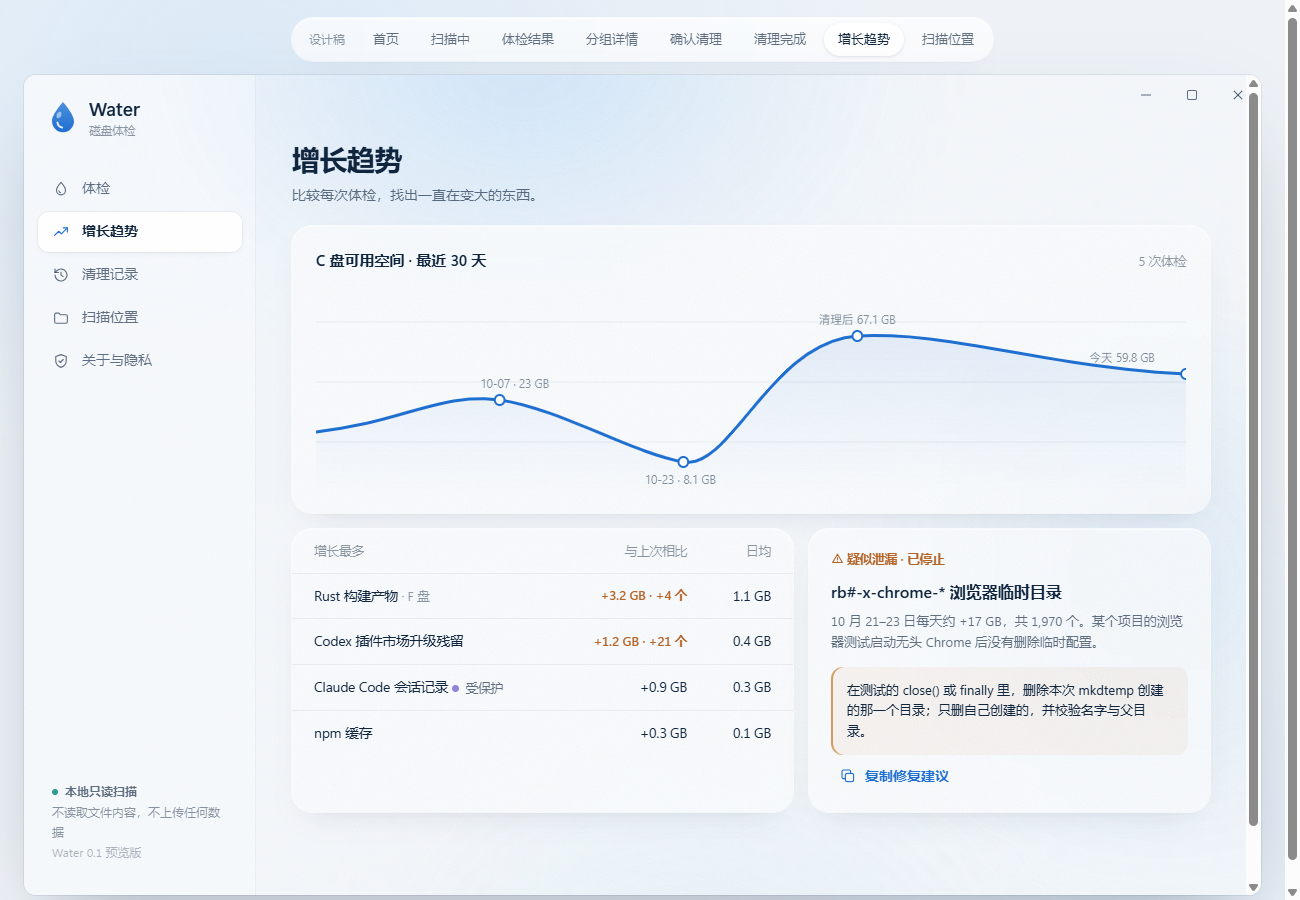 设计稿 首页 扫描中 体检结果 分组详情 确认清理 清理完成 增长趋势 扫描位置
Water
磁盘体检
体检
增长趋势
清理记录
扫描位置
关于与隐私
本地只读扫描
不读取文件内容，不上传任何数
据
Water 0.1 预览版
增长趋势
比较每次体检，找出一直在变大的东西。
C 盘可用空间 · 最近 30 天
5 次体检
清理后 67.1 GB
今天 59.8 GB
10-07 · 23 GB
10-23 · 8.1 GB
增长最多 与上次相比 日均
Rust 构建产物 · F 盘 +3.2 GB · +4 个 1.1 GB
Codex 插件市场升级残留 +1.2 GB · +21 个 0.4 GB
Claude Code 会话记录 受保护 +0.9 GB 0.3 GB
npm 缓存 +0.3 GB 0.1 GB
疑似泄漏 · 已停止
rb#-x-chrome-* 浏览器临时目录
10 月 21–23 日每天约 +17 GB，共 1,970 个。某个项目的浏览
器测试启动无头 Chrome 后没有删除临时配置。
在测试的 close() 或 finally 里，删除本次 mkdtemp 创建
的那一个目录；只删自己创建的，并校验名字与父目
录。
复制修复建议